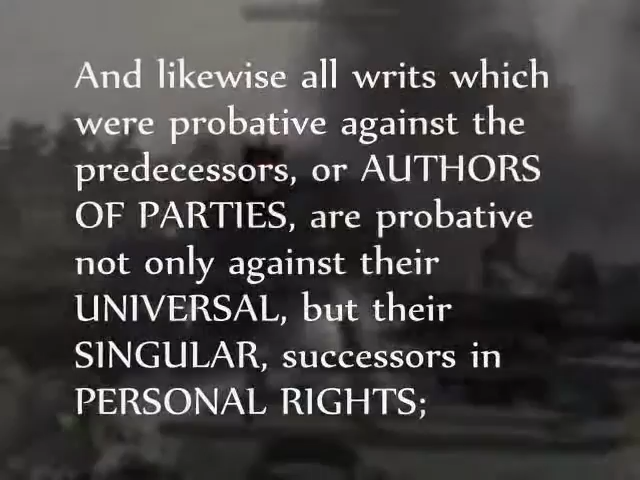 And likewise all writs which
were probative against the
predecessors, or AUTHORS
OF PARTIES, are probative
not only against their
UNIVERSAL, but their
SINGULAR, successors in
PERSONAL RIGHTS;